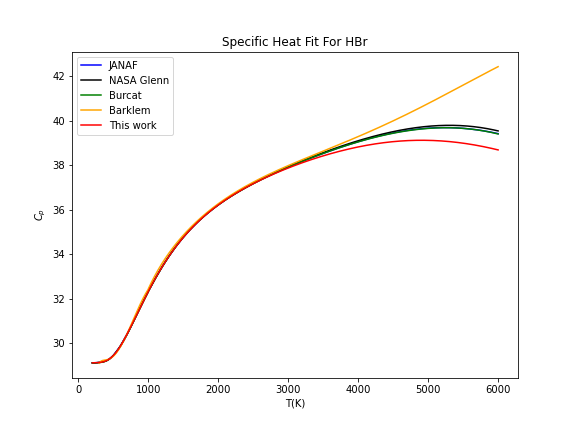 Specific Heat Fit For HBr
JANAF
NASA Glenn
Burcat
Barklem
This work
42
40
38
36
34
32
30
Cp
0
1000
2000
3000
4000
5000
6000
T(K)